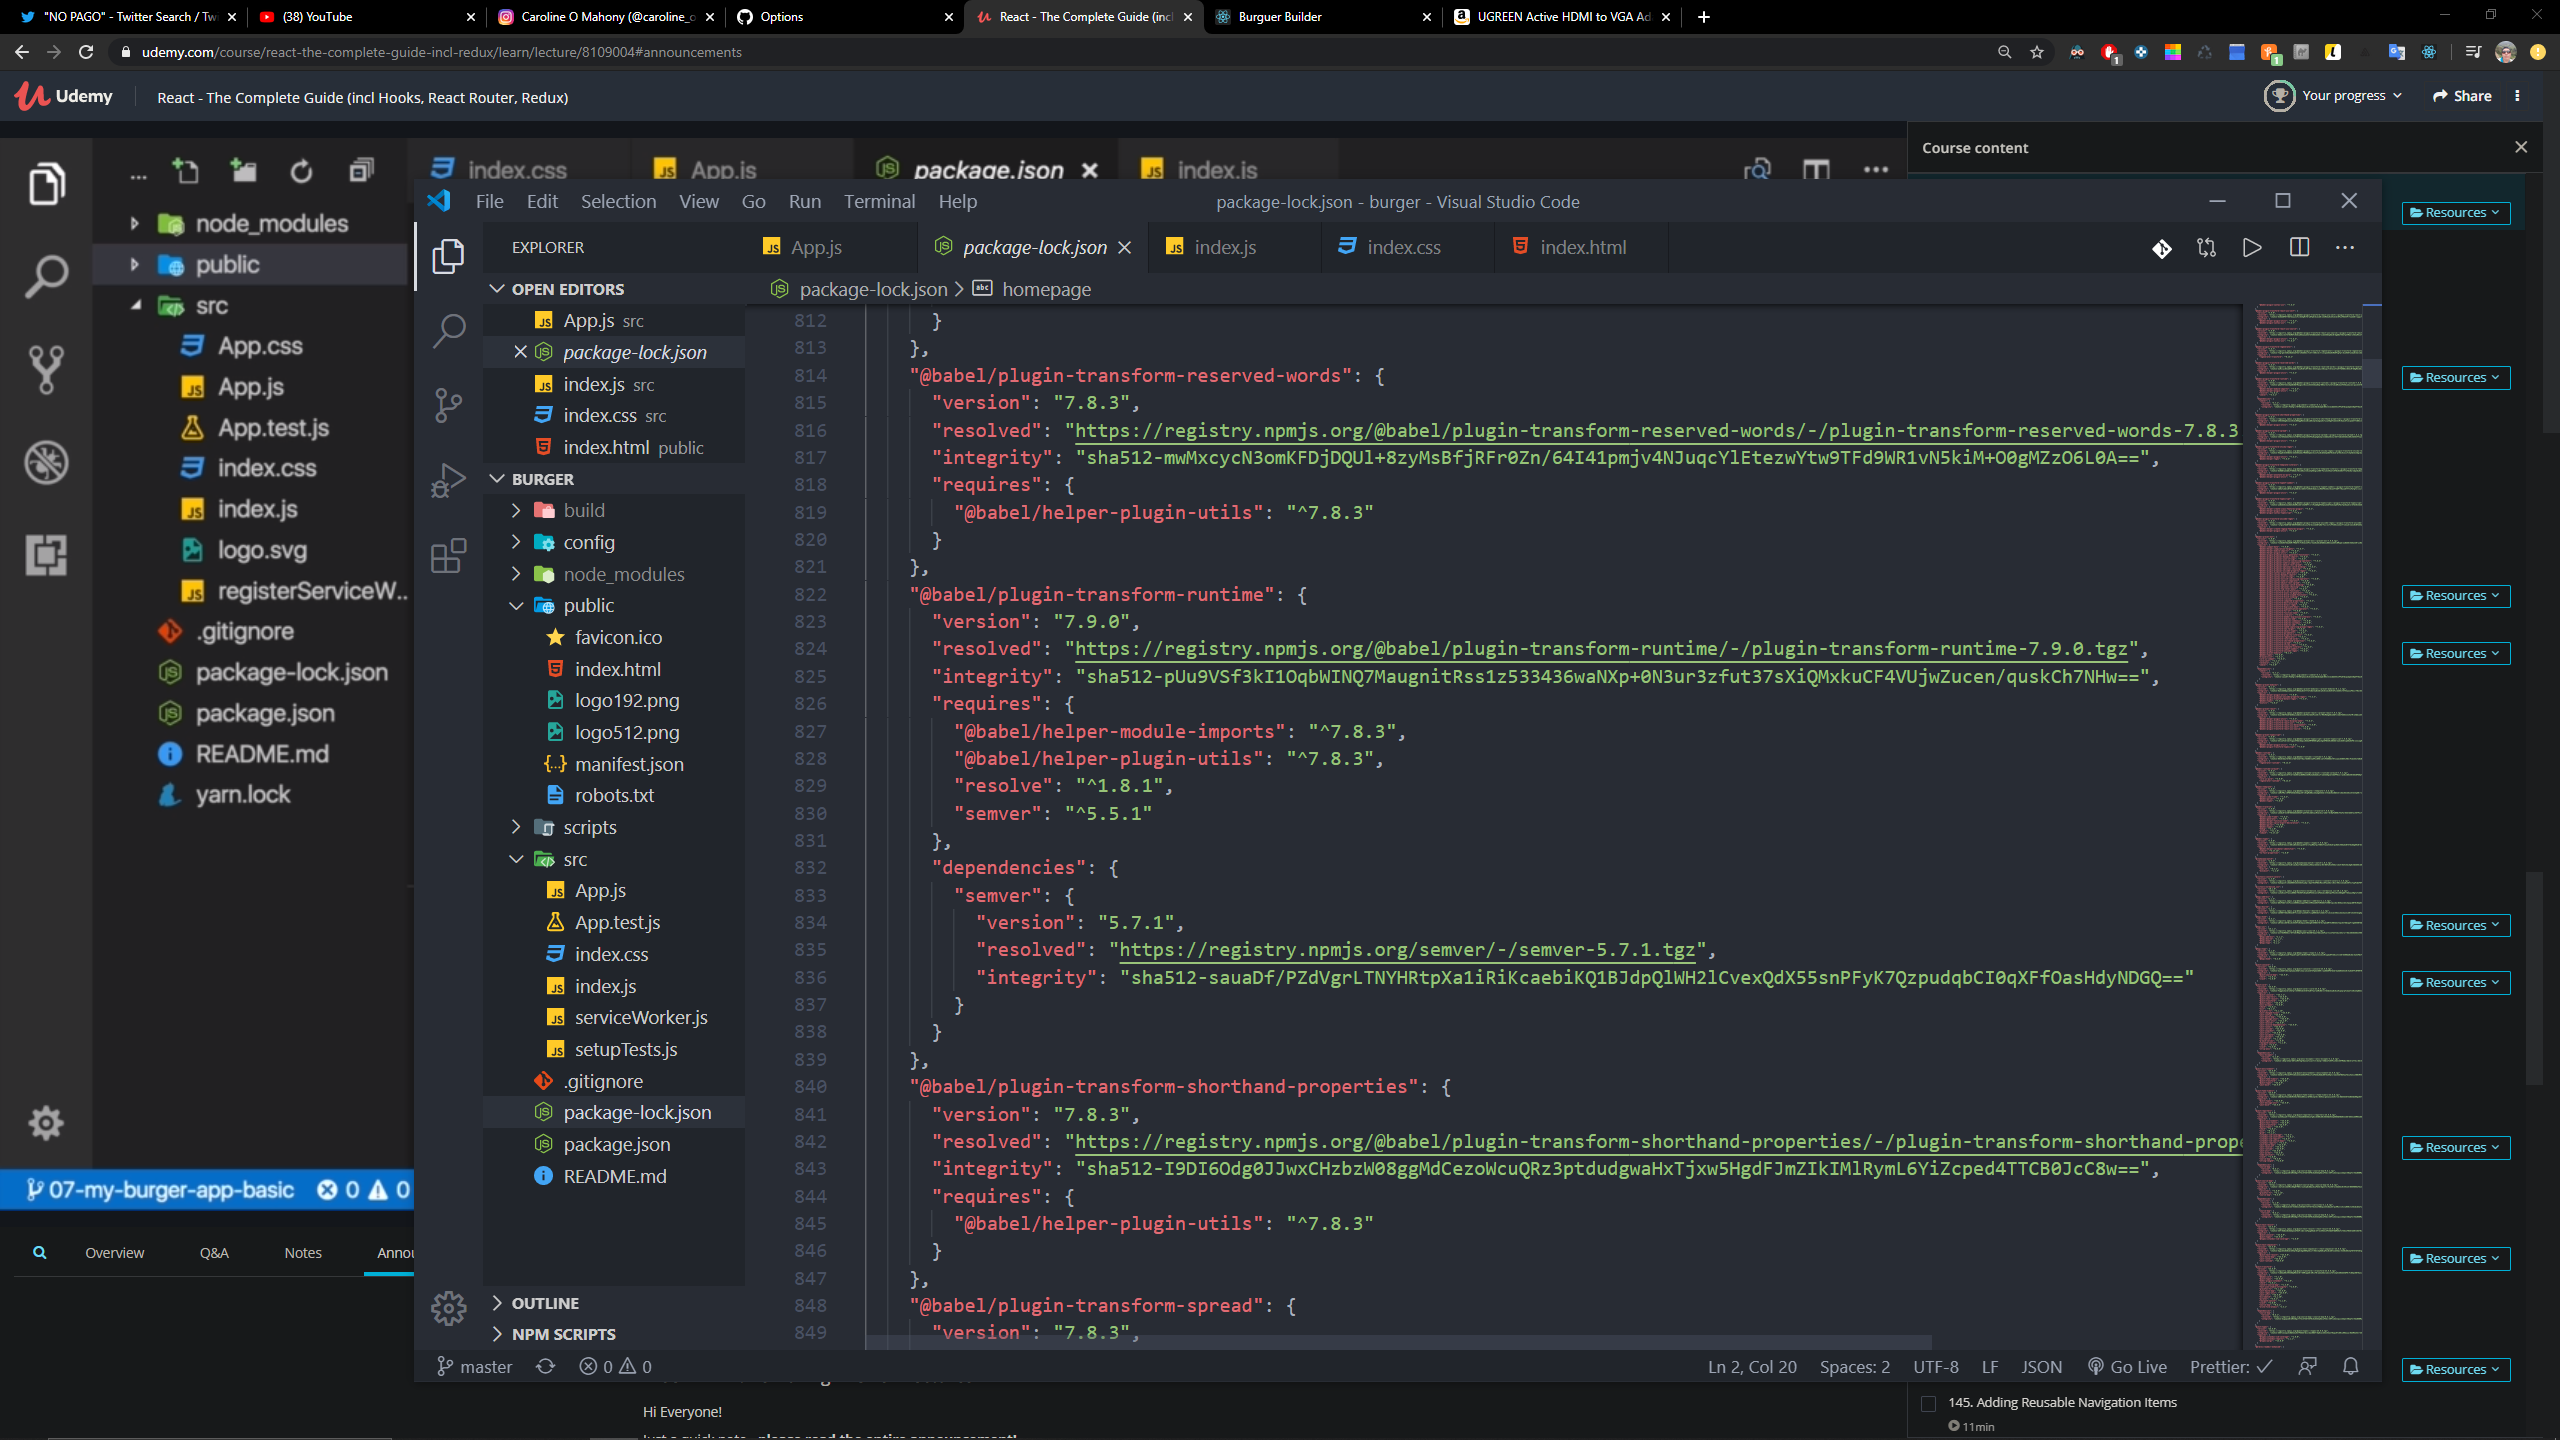 "NO PAGO" - Twitter Search / Tw
(38) YouTube
Caroline O Mahony (@caroline_o
Options
React - The Complete Guide (incl
Burguer Builder
UGREEN Active HDMI to VGA Ad
udemy.com/course/react-the-complete-guide-incl-redux/learn/lecture/8109004#announcements
Udemy
React - The Complete Guide (incl Hooks, React Router, Redux)
Your progress
Share
index.css
App.js
package.json
index.js
Course content
node_modules
public
src
App.css
App.js
App.test.js
index.css
index.js
logo.svg
registerServiceW...
.gitignore
package-lock.json
package.json
README.md
yarn.lock
07-my-burger-app-basic 0 0
Overview
Q&A
Notes
Annou
File Edit Selection View Go Run Terminal Help
package-lock.json - burger - Visual Studio Code
EXPLORER
App.js
package-lock.json
index.js
index.css
index.html
package-lock.json > homepage
OPEN EDITORS
App.js src
package-lock.json
index.js src
index.css src
index.html public
BURGER
build
config
node_modules
public
favicon.ico
index.html
logo192.png
logo512.png
manifest.json
robots.txt
scripts
src
App.js
App.test.js
index.css
index.js
serviceWorker.js
setupTests.js
.gitignore
package-lock.json
package.json
README.md
OUTLINE
NPM SCRIPTS
812 }
813 },
814 "@babel/plugin-transform-reserved-words": {
815 "version": "7.8.3",
816 "resolved": "https://registry.npmjs.org/@babel/plugin-transform-reserved-words/-/plugin-transform-reserved-words-7.8.3
817 "integrity": "sha512-mwMxcycN3omKFDjDQUl+8zyMsBfjRFr0Zn/64I41pmjv4NJuqcYlEtezwYtw9TFd9WR1vN5kiM+O0gMZzO6L0A==",
818 "requires": {
819 "@babel/helper-plugin-utils": "^7.8.3"
820 }
821 },
822 "@babel/plugin-transform-runtime": {
823 "version": "7.9.0",
824 "resolved": "https://registry.npmjs.org/@babel/plugin-transform-runtime/-/plugin-transform-runtime-7.9.0.tgz",
825 "integrity": "sha512-pUu9VSf3kI1OqbWINQ7MaugnitRss1z533436waNXp+0N3ur3zfut37sXiQMxkuCF4VUjwZucen/quskCh7NHw==",
826 "requires": {
827 "@babel/helper-module-imports": "^7.8.3",
828 "@babel/helper-plugin-utils": "^7.8.3",
829 "resolve": "^1.8.1",
830 "semver": "^5.5.1"
831 },
832 "dependencies": {
833 "semver": {
834 "version": "5.7.1",
835 "resolved": "https://registry.npmjs.org/semver/-/semver-5.7.1.tgz",
836 "integrity": "sha512-sauaDf/PZdVgrLTNYHRtpXa1iRiKcaebiKQ1BJdpQlWH2lCvexQdX55snPFyK7QzpudqbCI0qXFfOasHdyNDGQ=="
837 }
838 }
839 },
840 "@babel/plugin-transform-shorthand-properties": {
841 "version": "7.8.3",
842 "resolved": "https://registry.npmjs.org/@babel/plugin-transform-shorthand-properties/-/plugin-transform-shorthand-prope
843 "integrity": "sha512-I9DI6Odg0JJwxCHzbzW08ggMdCezoWcuQRz3ptdudgwaHxTjxw5HgdFJmZIkIMlRymL6YiZcped4TTCB0JcC8w==",
844 "requires": {
845 "@babel/helper-plugin-utils": "^7.8.3"
846 }
847 },
848 "@babel/plugin-transform-spread": {
849 "version": "7.8.3",
master 0 0
Ln 2, Col 20
Spaces: 2
UTF-8
LF
JSON
Go Live
Prettier: ✓
Resources
Resources
Resources
Resources
Resources
Resources
Resources
Resources
Resources
Hi Everyone!
Just a quick note - please read the entire announcement!
145. Adding Reusable Navigation Items
11min